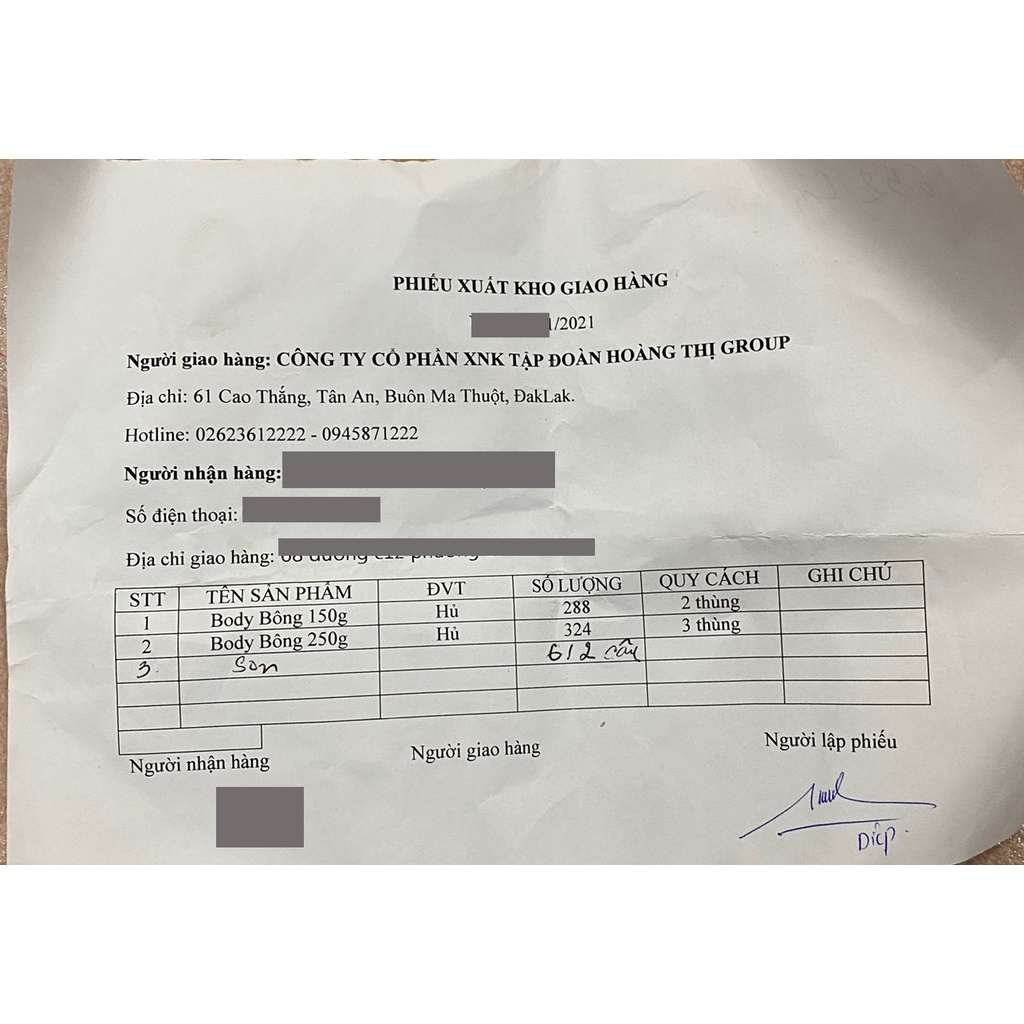 PHIẾU XUẤT KHO GIAO HÀNG
/2021
Người giao hàng: CÔNG TY CỔ PHẦN XNK TẬP ĐOÀN HOÀNG THỊ GROUP
Địa chỉ: 61 Cao Thắng, Tân An, Buôn Ma Thuột, ĐakLak.
Hotline: 02623612222 - 0945871222
Người nhận hàng:
Số điện thoại:
Địa chỉ giao hàng:
STT TÊN SẢN PHẨM ĐVT SỐ LƯỢNG QUY CÁCH GHI CHÚ
1 Body Bông 150g Hủ 288 2 thùng
2 Body Bông 250g Hủ 324 3 thùng
3. Son 612 cây
Người nhận hàng Người giao hàng Người lập phiếu
Diệp.